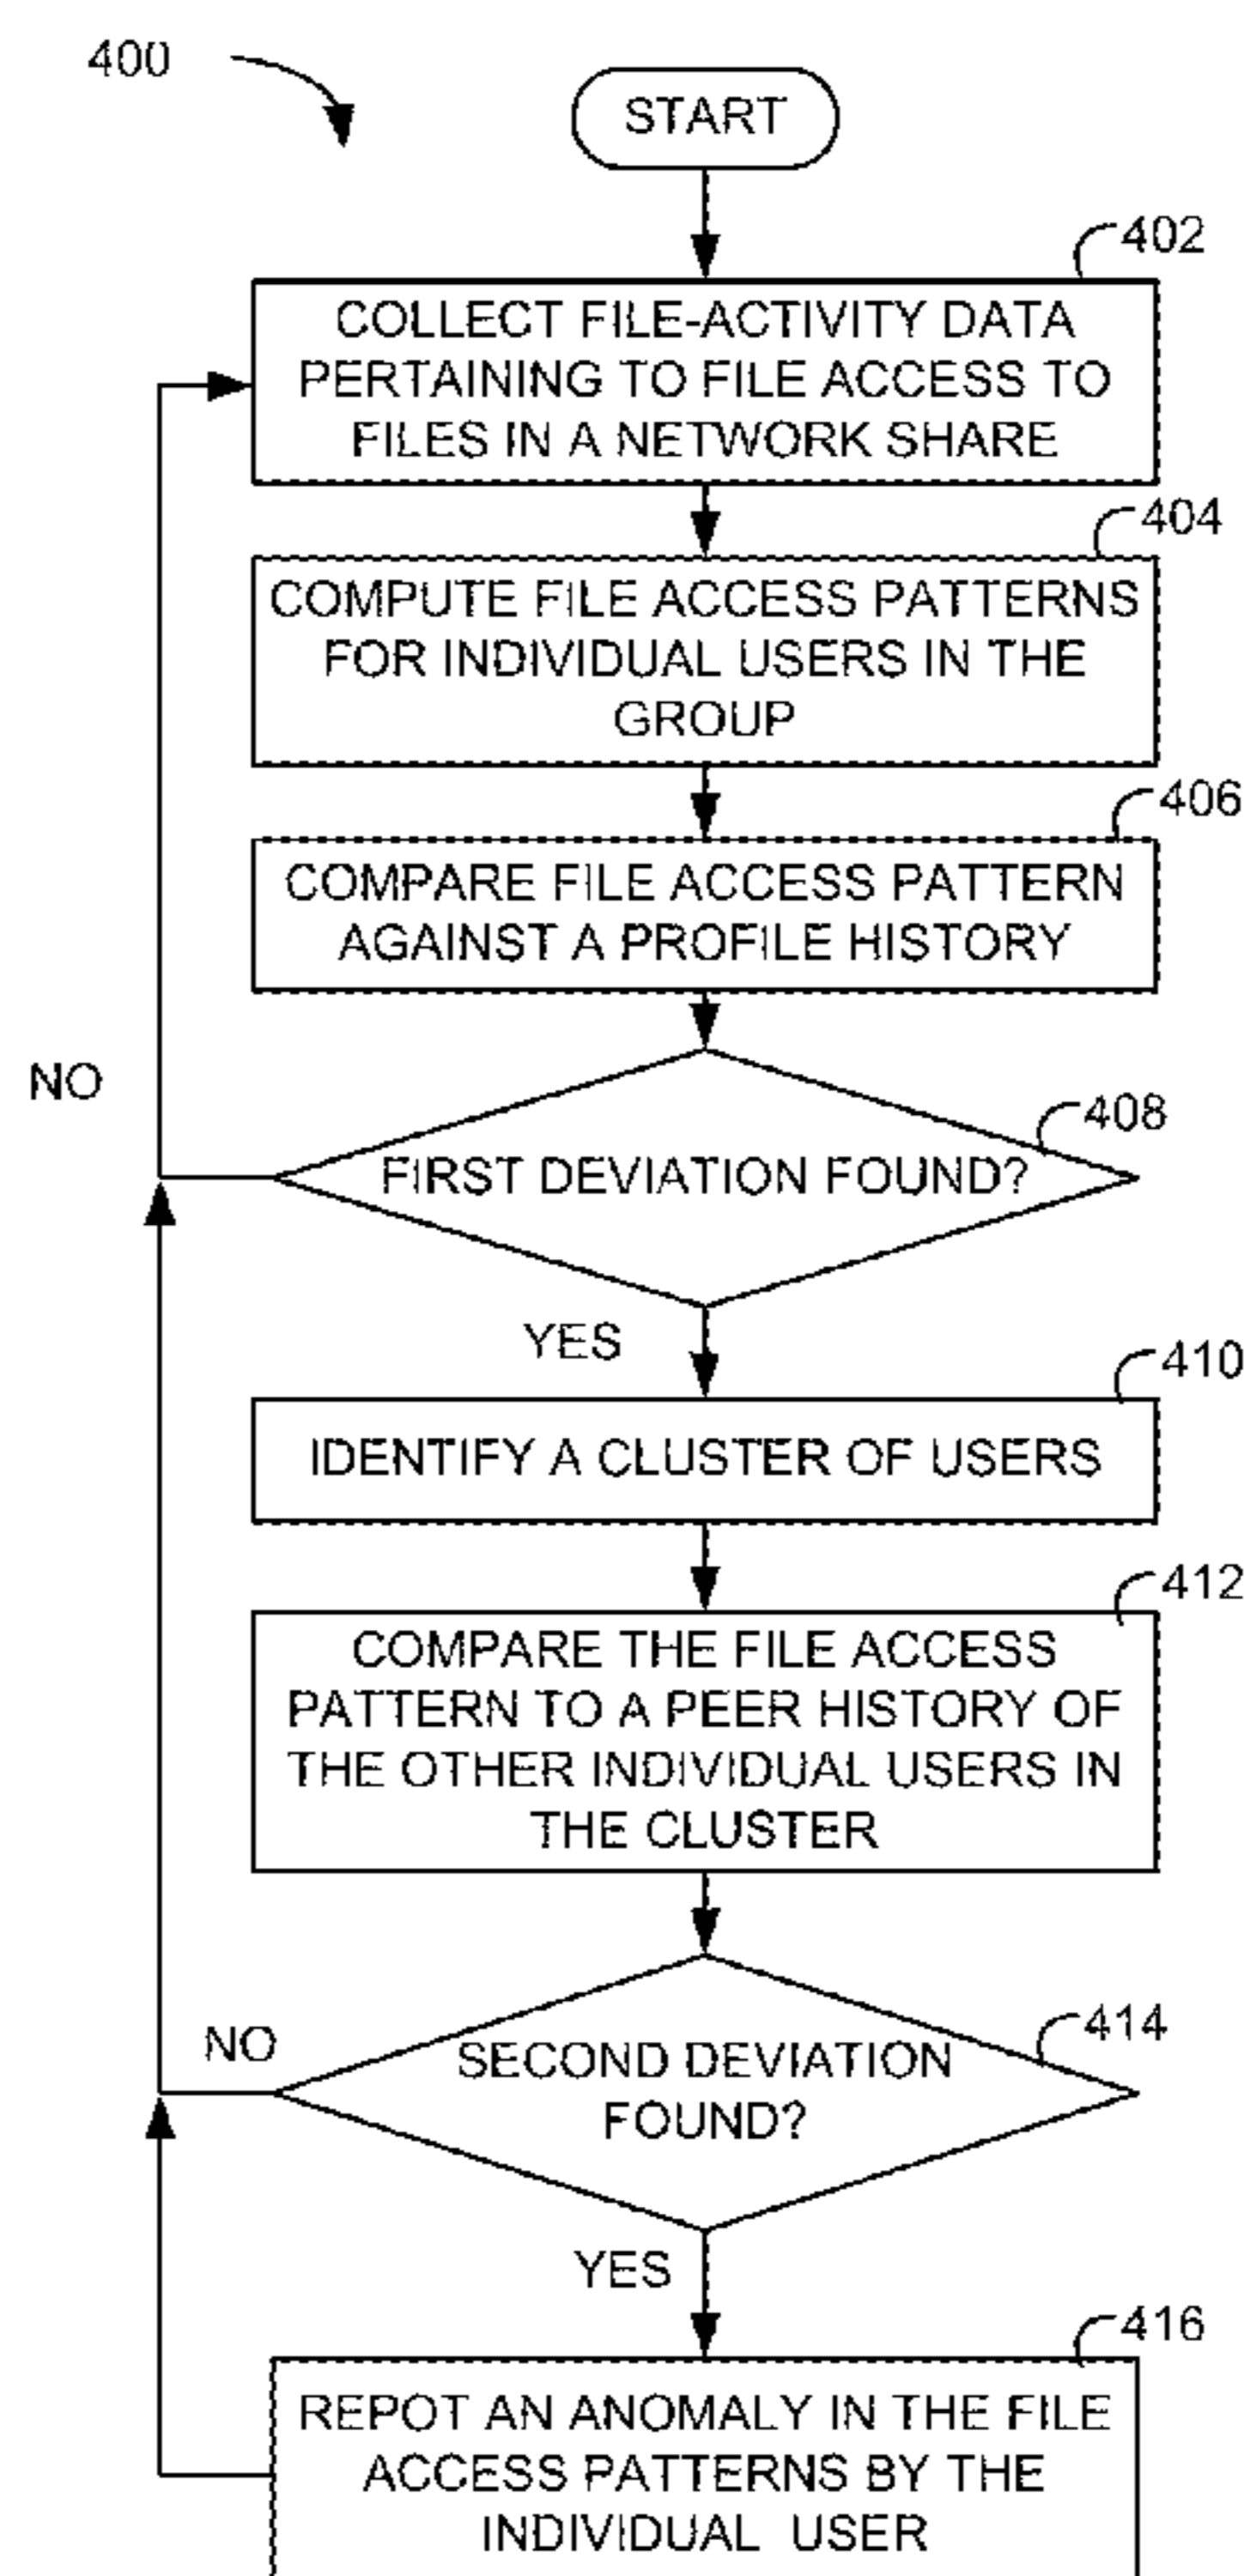 400
START
402
COLLECT FILE-ACTIVITY DATA
PERTAINING TO FILE ACCESS TO
FILES IN A NETWORK SHARE
404
COMPUTE FILE ACCESS PATTERNS
FOR INDIVIDUAL USERS IN THE
GROUP
406
COMPARE FILE ACCESS PATTERN
AGAINST A PROFILE HISTORY
NO
408
FIRST DEVIATION FOUND?
YES
410
IDENTIFY A CLUSTER OF USERS
412
COMPARE THE FILE ACCESS
PATTERN TO A PEER HISTORY OF
THE OTHER INDIVIDUAL USERS IN
THE CLUSTER
NO
414
SECOND DEVIATION
FOUND?
YES
416
REPOT AN ANOMALY IN THE FILE
ACCESS PATTERNS BY THE
INDIVIDUAL USER